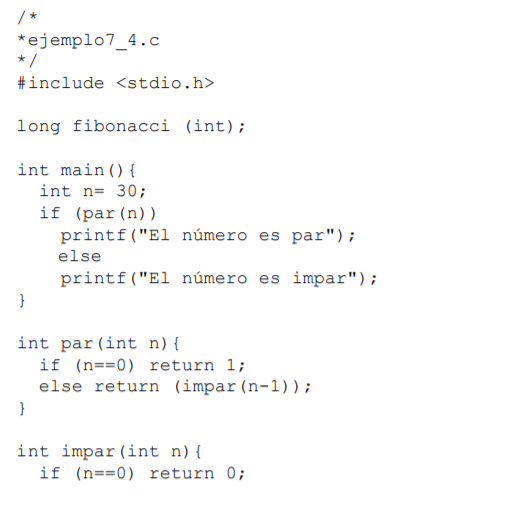 /*
*ejemplo7_4.c
*/
#include <stdio.h>

long fibonacci (int);

int main(){
  int n= 30;
  if (par(n))
    printf("El número es par");
    else
    printf("El número es impar");
}

int par(int n){
  if (n==0) return 1;
  else return (impar(n-1));
}

int impar(int n){
  if (n==0) return 0;